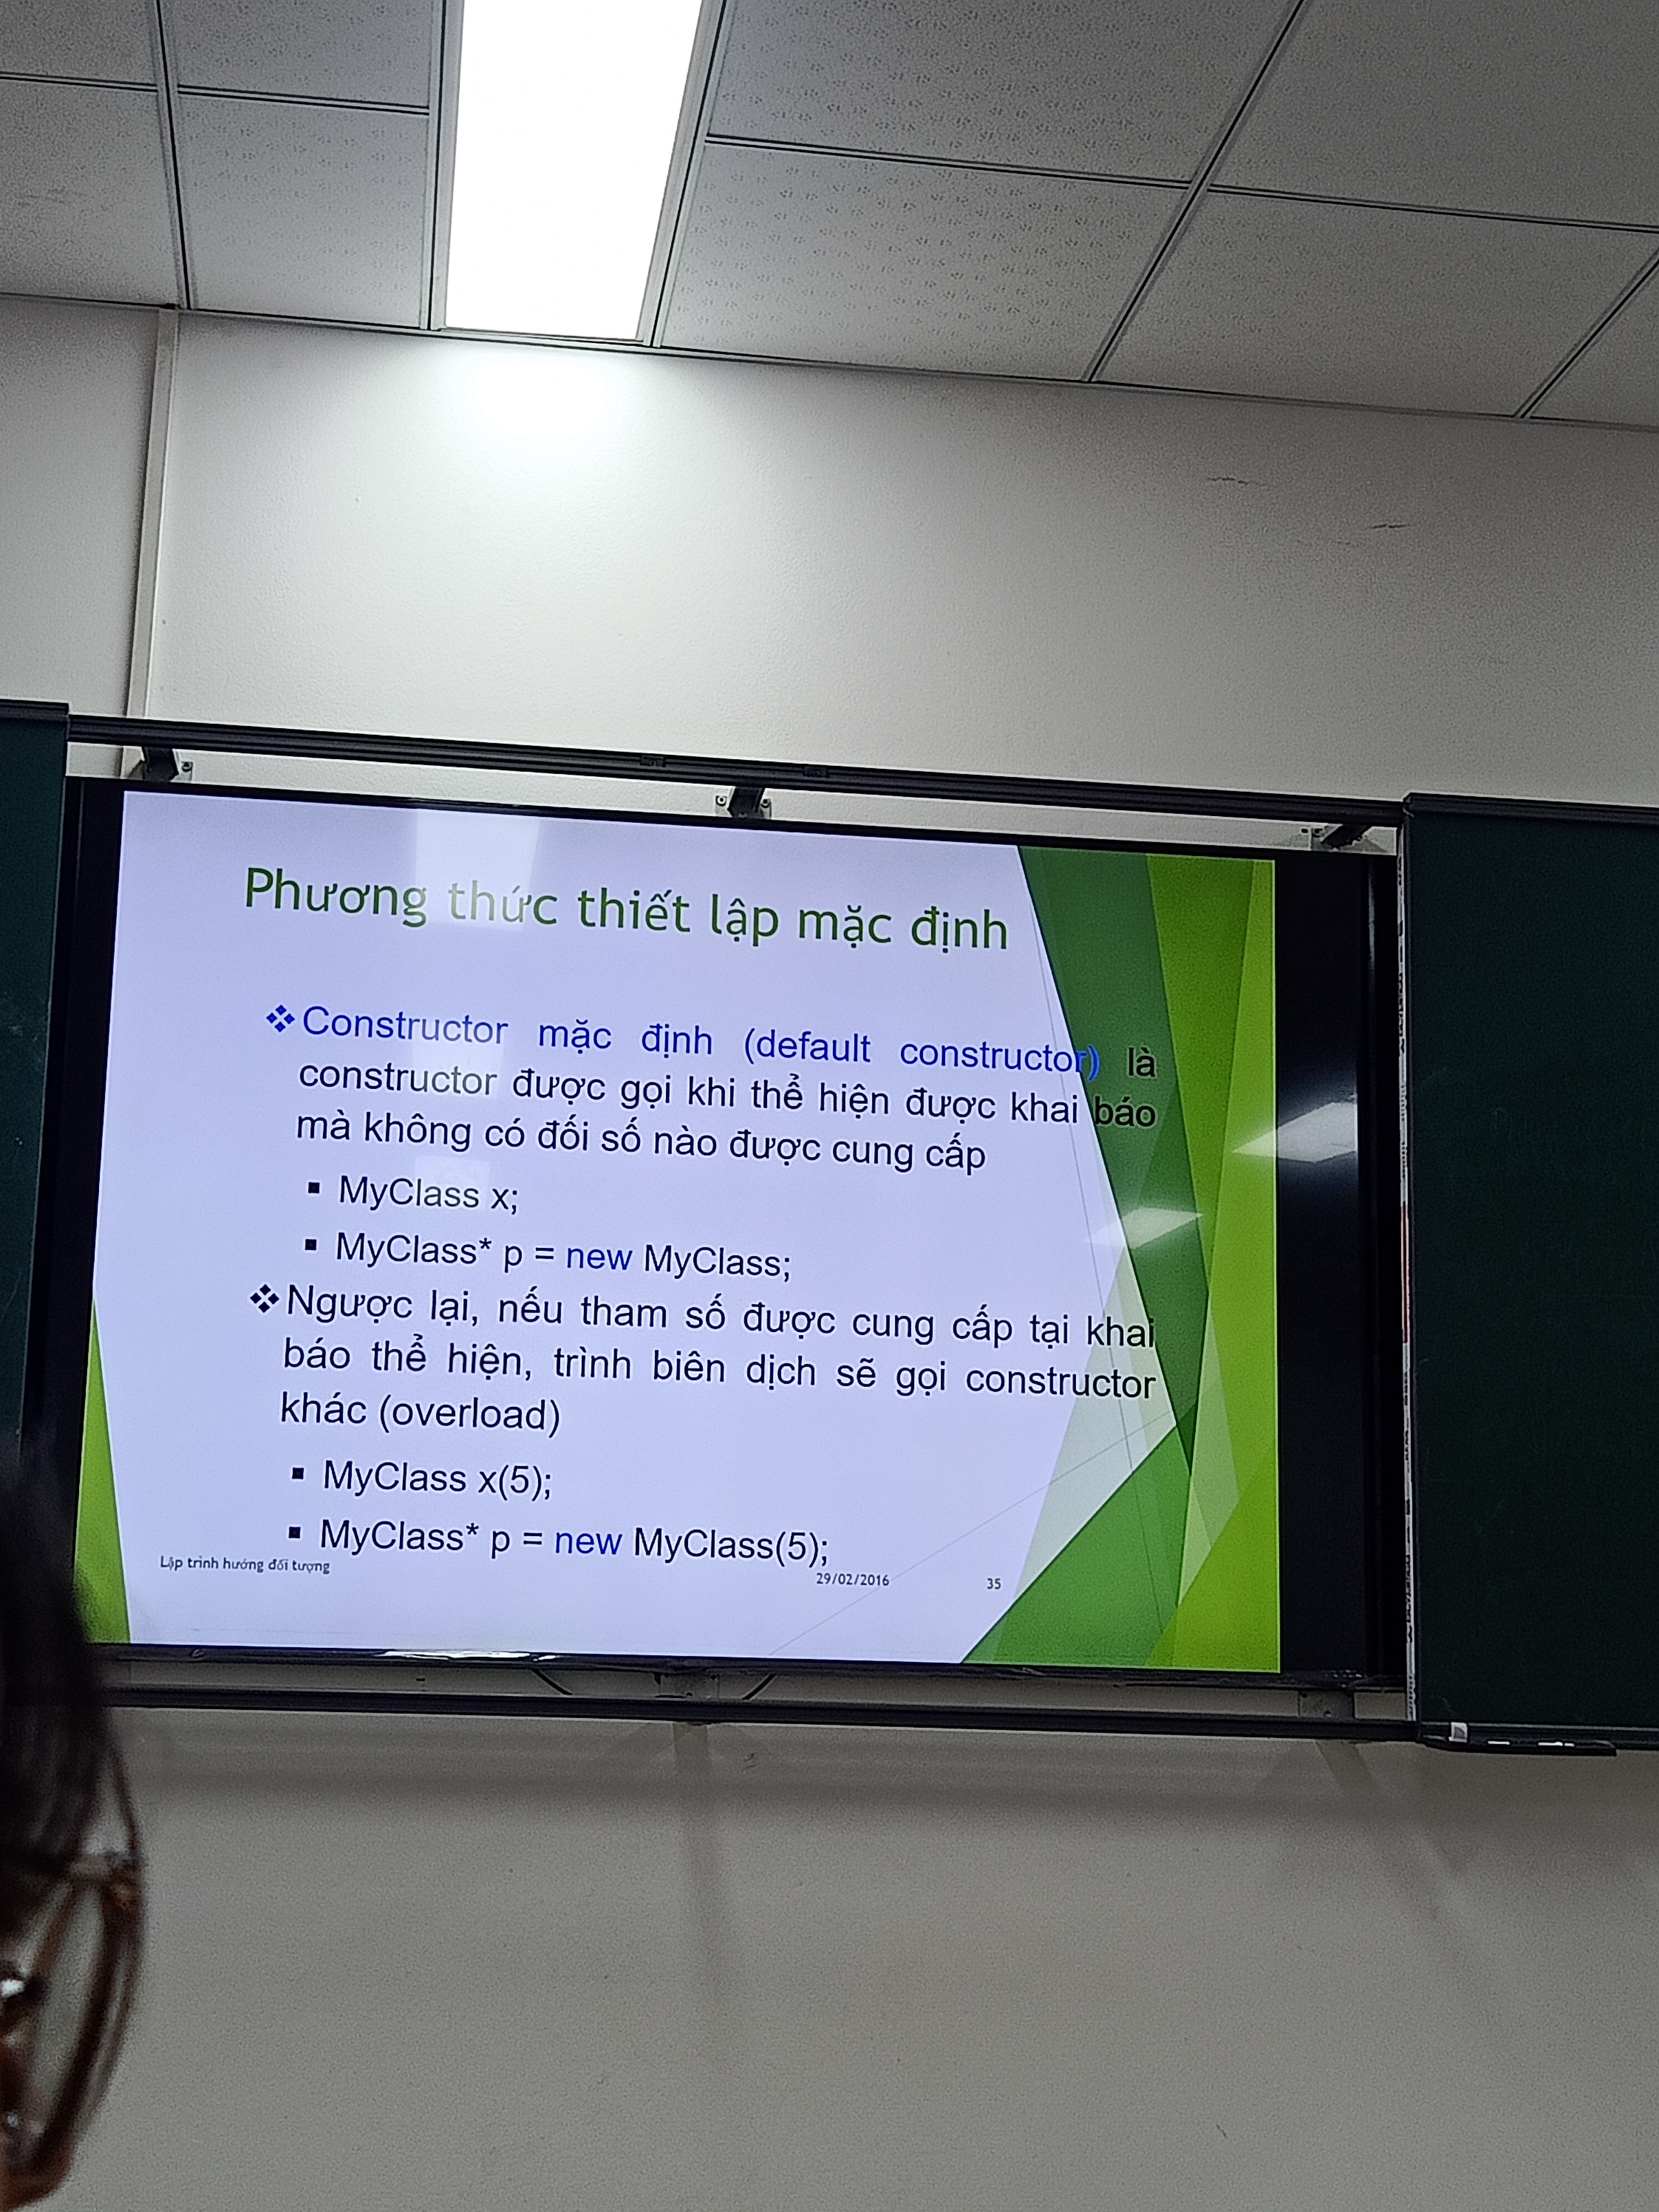 Phương thức thiết lập mặc định
❖Constructor mặc định (default constructor) là
constructor được gọi khi thể hiện được khai báo
mà không có đối số nào được cung cấp
▪ MyClass x;
▪ MyClass* p = new MyClass;
❖Ngược lại, nếu tham số được cung cấp tại khai
báo thể hiện, trình biên dịch sẽ gọi constructor
khác (overload)
▪ MyClass x(5);
▪ MyClass* p = new MyClass(5);
Lập trình hướng đối tượng
29/02/2016
35